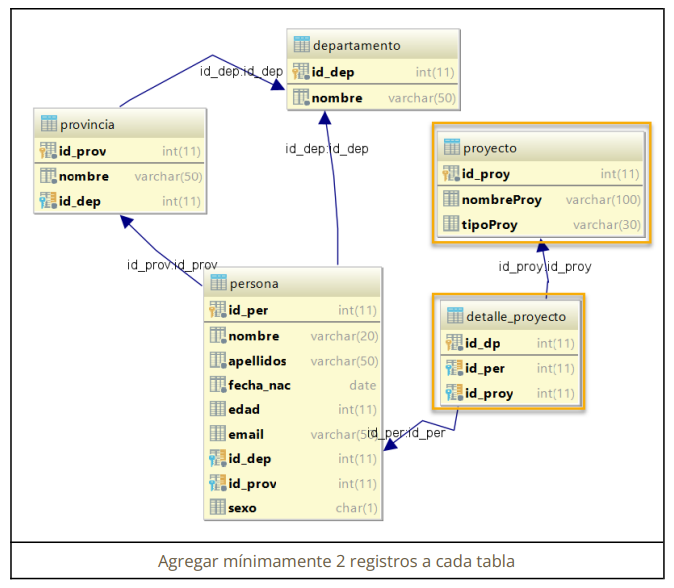 departamento
id_dep int(11)
nombre varchar(50)
id_dep:id_dep
provincia
id_prov int(11)
nombre varchar(50)
id_dep int(11)
id_dep:id_dep
proyecto
id_proy int(11)
nombreProy varchar(100)
tipoProy varchar(30)
id_prov:id_prov
id_proy:id_proy
persona
id_per int(11)
nombre varchar(20)
apellidos varchar(50)
fecha_nac date
edad int(11)
email varchar(50)
id_dep int(11)
id_prov int(11)
sexo char(1)
detalle_proyecto
id_dp int(11)
id_per int(11)
id_proy int(11)
id_per:id_per
Agregar mínimamente 2 registros a cada tabla